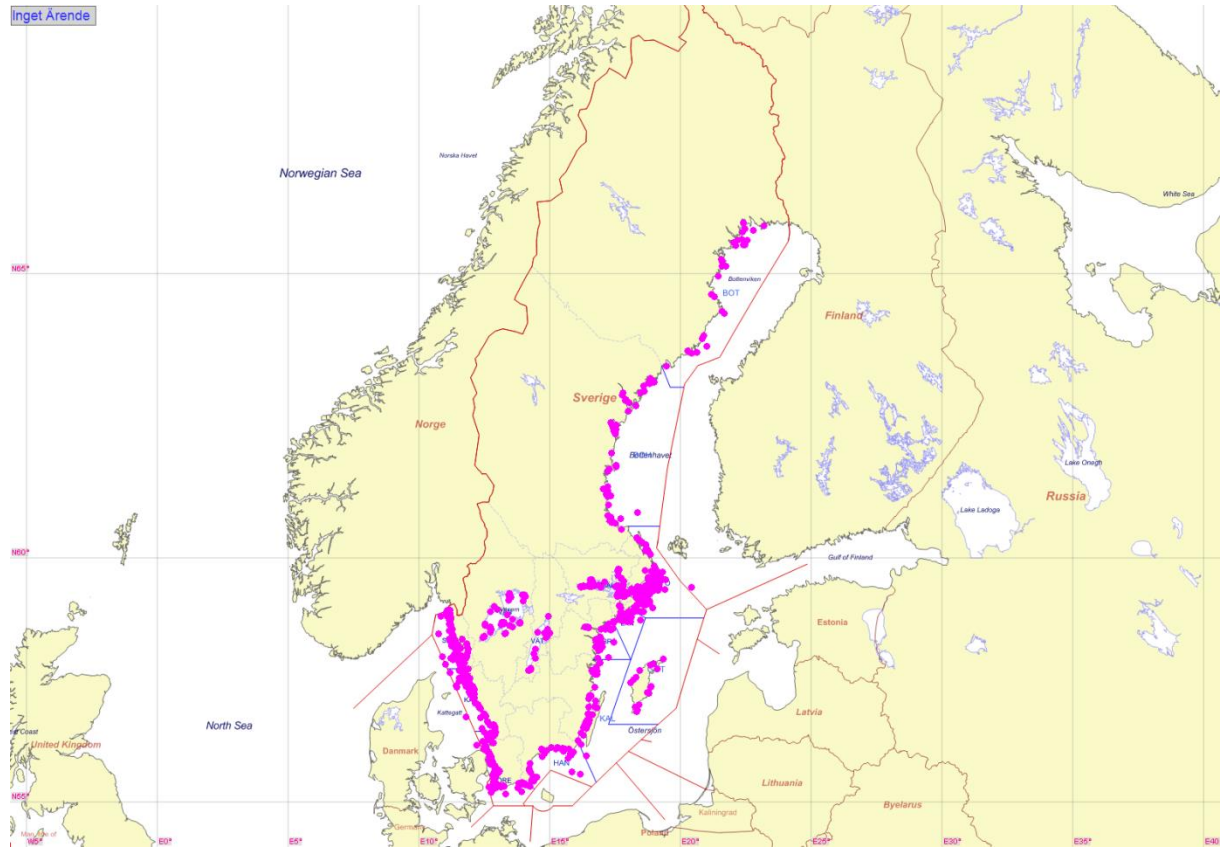 Inget Ärende
Norska Havet
Norwegian Sea
White Sea
N65°
Bottenviken
BOT
Finland
Sverige
Norge
Bottenhavet
Lake Onegh
Russia
Lake Ladoga
N60°
Gulf of Finland
Estonia
VÄT
KAL
Kattegatt
North Sea
Östersjön
Latvia
United Kingdom
Danmark
HAN
Lithuania
Byelarus
N55°
Kaliningrad
Poland
W5°
E0°
E5°
E10°
E15°
E20°
E25°
E30°
E35°
E40